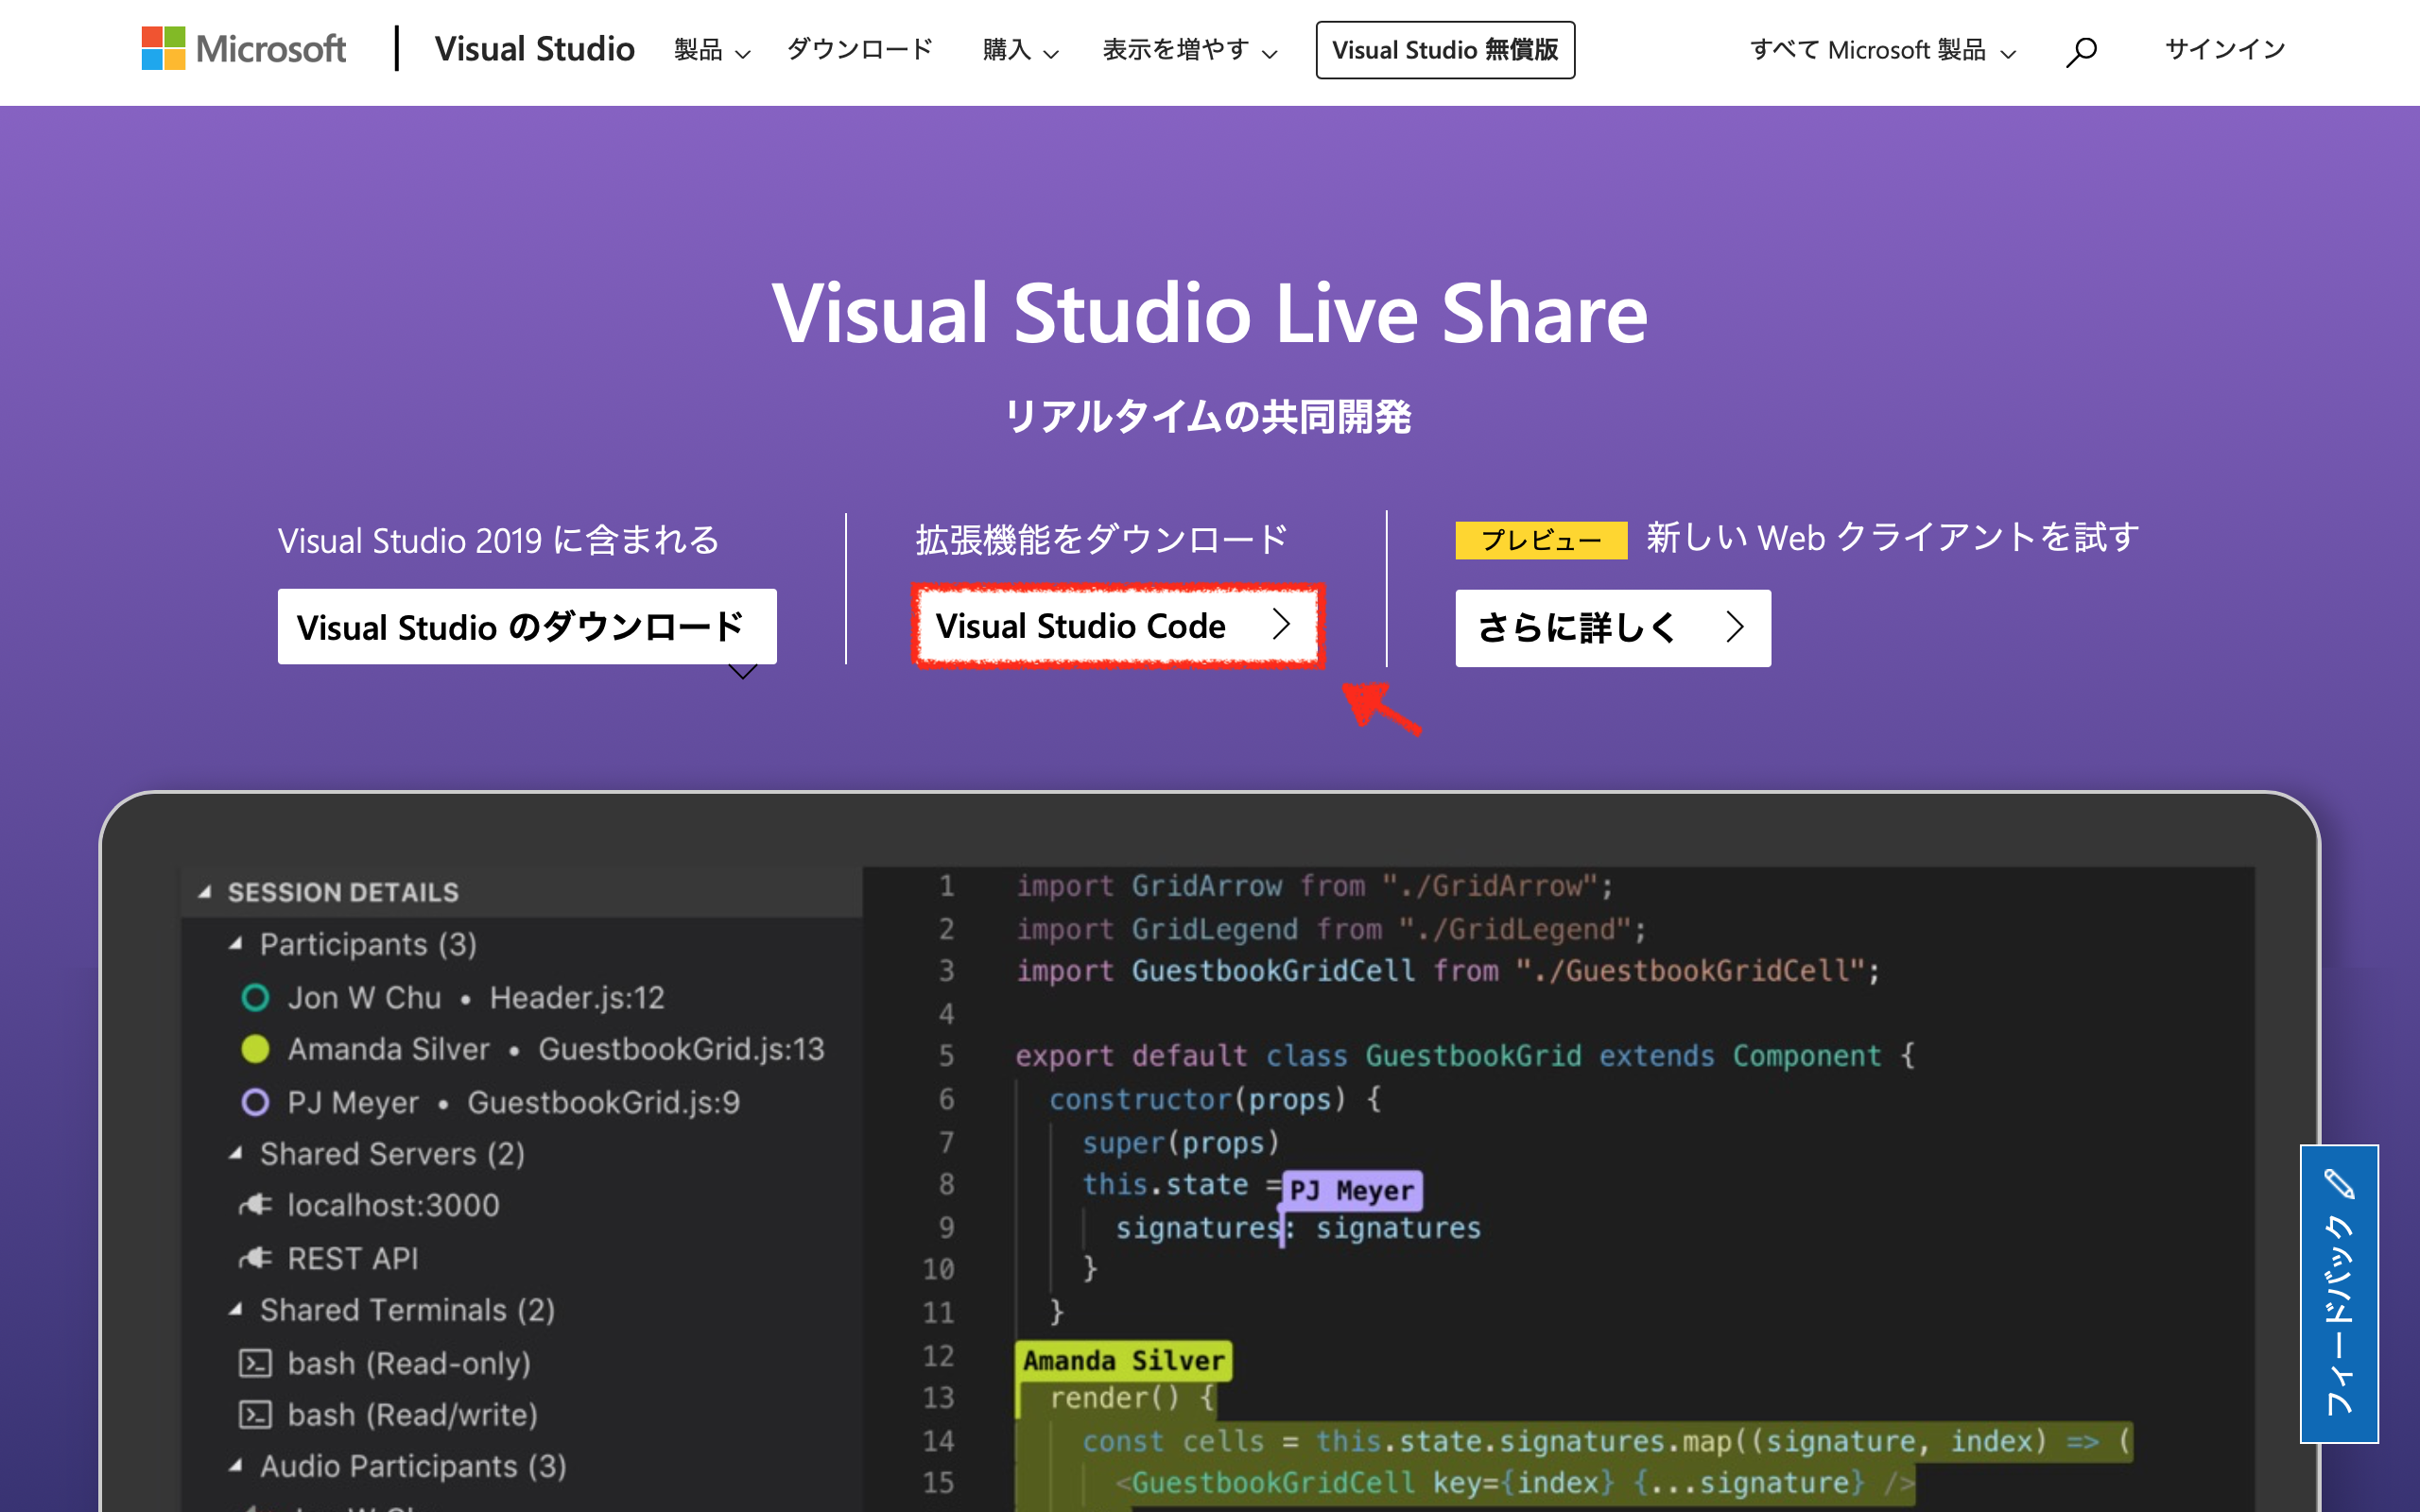 Microsoft
Visual Studio
製品
ダウンロード
購入
表示を増やす
Visual Studio 無償版
すべて Microsoft 製品
サインイン
Visual Studio Live Share
リアルタイムの共同開発
Visual Studio 2019 に含まれる
Visual Studio のダウンロード
拡張機能をダウンロード
Visual Studio Code
プレビュー 新しい Web クライアントを試す
さらに詳しく
SESSION DETAILS
Participants (3)
Jon W Chu • Header.js:12
Amanda Silver • GuestbookGrid.js:13
PJ Meyer • GuestbookGrid.js:9
Shared Servers (2)
localhost:3000
REST API
Shared Terminals (2)
bash (Read-only)
bash (Read/write)
Audio Participants (3)
1 import GridArrow from "./GridArrow";
2 import GridLegend from "./GridLegend";
3 import GuestbookGridCell from "./GuestbookGridCell";
4
5 export default class GuestbookGrid extends Component {
6 constructor(props) {
7 super(props)
8 this.state =
PJ Meyer
9 signatures: signatures
10 }
11 }
12
Amanda Silver
13 render() {
14 const cells = this.state.signatures.map((signature, index) => (
15 <GuestbookGridCell key={index} {...signature} />
フィードバック